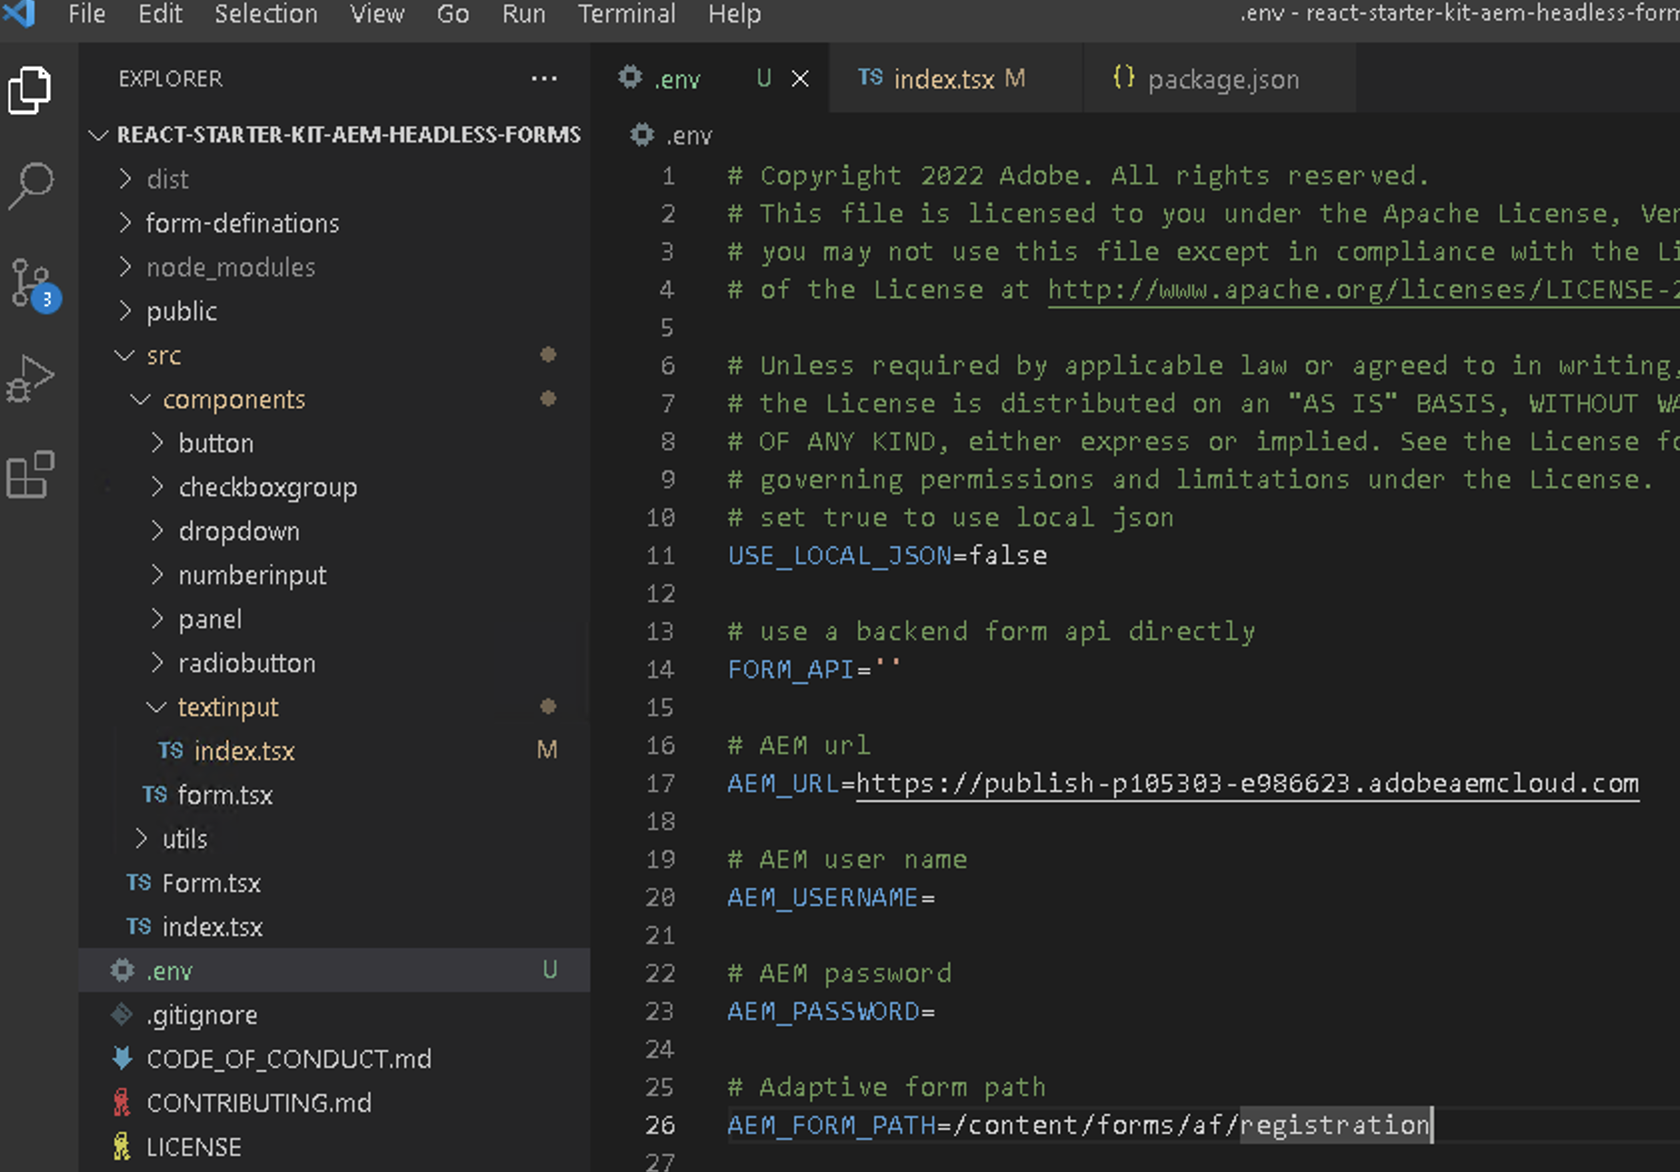 File Edit Selection View Go Run Terminal Help
.env - react-starter-kit-aem-headless-form
EXPLORER ...
REACT-STARTER-KIT-AEM-HEADLESS-FORMS
dist
form-definations
node_modules
public
src
components
button
checkboxgroup
dropdown
numberinput
panel
radiobutton
textinput
TS index.tsx M
TS form.tsx
utils
TS Form.tsx
TS index.tsx
.env U
.gitignore
CODE_OF_CONDUCT.md
CONTRIBUTING.md
LICENSE
3
.env U TS index.tsx M {} package.json
.env
1 # Copyright 2022 Adobe. All rights reserved.
2 # This file is licensed to you under the Apache License, Ver
3 # you may not use this file except in compliance with the Li
4 # of the License at http://www.apache.org/licenses/LICENSE-2
5
6 # Unless required by applicable law or agreed to in writing,
7 # the License is distributed on an "AS IS" BASIS, WITHOUT WA
8 # OF ANY KIND, either express or implied. See the License fo
9 # governing permissions and limitations under the License.
10 # set true to use local json
11 USE_LOCAL_JSON=false
12
13 # use a backend form api directly
14 FORM_API=''
15
16 # AEM url
17 AEM_URL=https://publish-p105303-e986623.adobeaemcloud.com
18
19 # AEM user name
20 AEM_USERNAME=
21
22 # AEM password
23 AEM_PASSWORD=
24
25 # Adaptive form path
26 AEM_FORM_PATH=/content/forms/af/registration
27